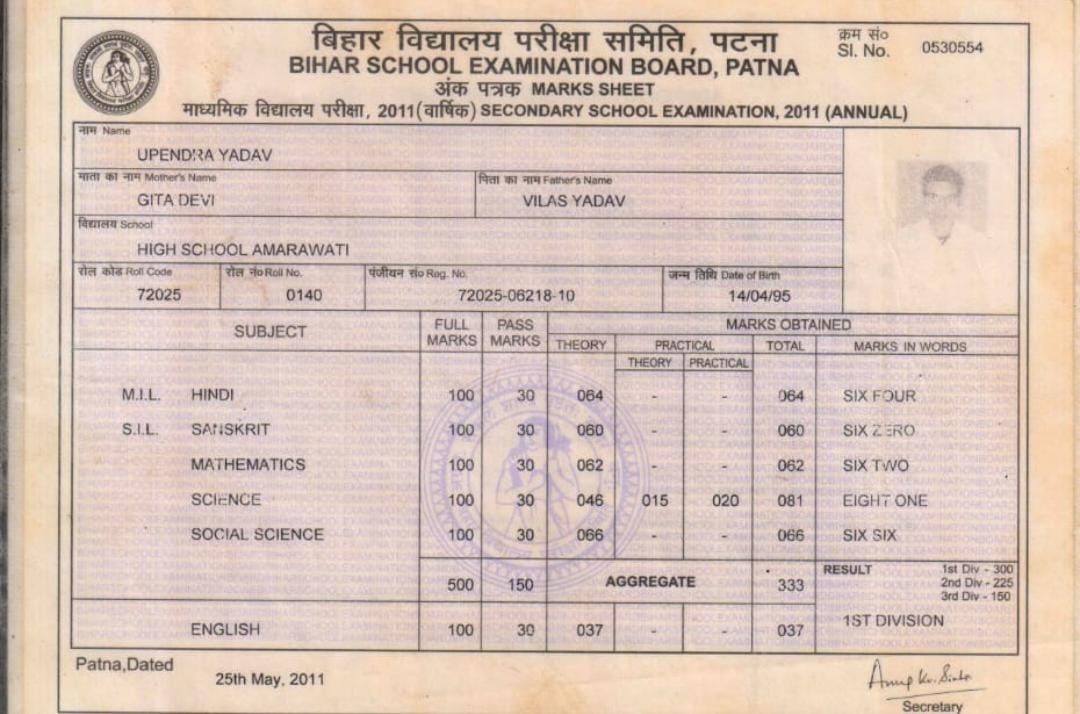 बिहार विद्यालय परीक्षा समिति, पटना
क्रम सं०
Sl. No. 0530554
BIHAR SCHOOL EXAMINATION BOARD, PATNA
अंक पत्रक MARKS SHEET
माध्यमिक विद्यालय परीक्षा, 2011(वार्षिक) SECONDARY SCHOOL EXAMINATION, 2011 (ANNUAL)
नाम Name
UPENDRA YADAV
माता का नाम Mother's Name पिता का नाम Father's Name
GITA DEVI VILAS YADAV
विद्यालय School
HIGH SCHOOL AMARAWATI
रोल कोड Roll Code रोल नं० Roll No. पंजीयन सं० Reg. No. जन्म तिथि Date of Birth
72025 0140 72025-06218-10 14/04/95
SUBJECT FULL MARKS PASS MARKS MARKS OBTAINED
THEORY PRACTICAL TOTAL MARKS IN WORDS
THEORY PRACTICAL
M.I.L. HINDI 100 30 064 - - 064 SIX FOUR
S.I.L. SANSKRIT 100 30 060 - - 060 SIX ZERO
MATHEMATICS 100 30 062 - - 062 SIX TWO
SCIENCE 100 30 046 015 020 081 EIGHT ONE
SOCIAL SCIENCE 100 30 066 - - 066 SIX SIX
500 150 AGGREGATE 333 RESULT 1st Div - 300
2nd Div - 225
3rd Div - 150
ENGLISH 100 30 037 - - 037 1ST DIVISION
Patna,Dated
25th May, 2011
Secretary